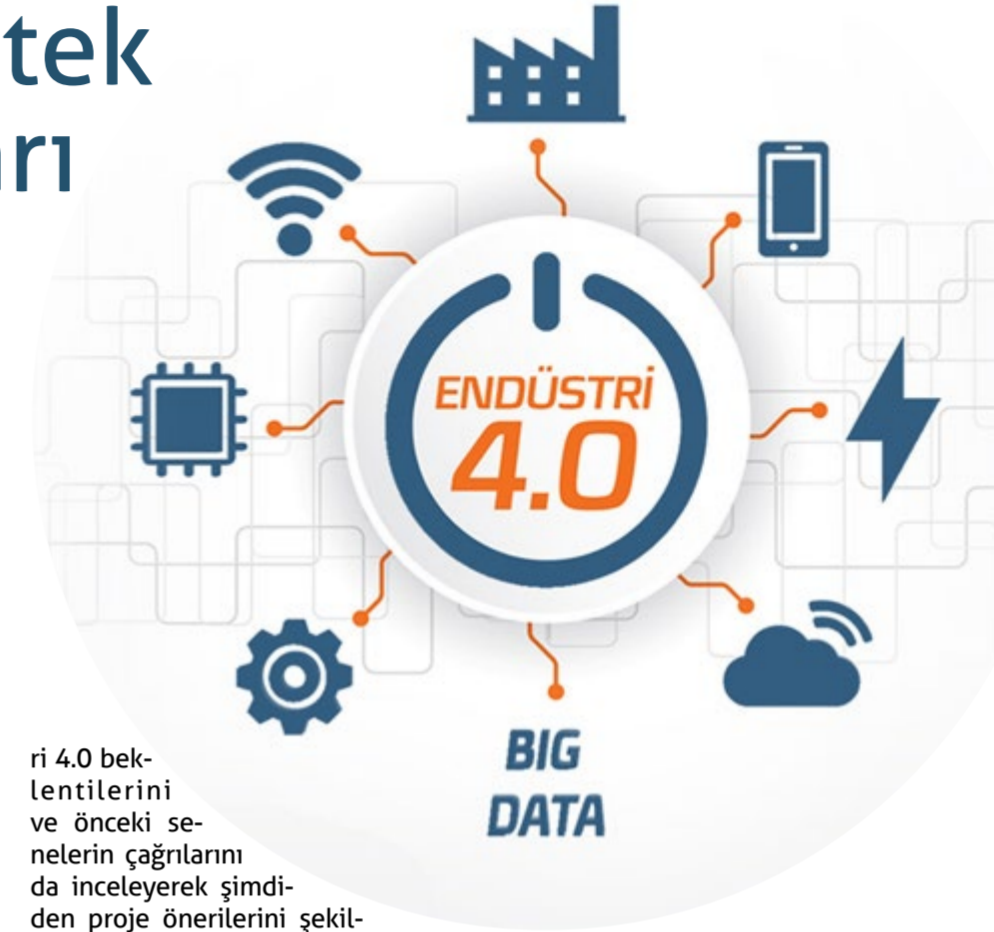 tek
arı
ENDÜSTRİ
4.0
BIG
DATA
ri 4.0 bek-
lentilerini
ve önceki se-
nelerin çağrılarını
da inceleyerek şimdi-
den proje önerilerini şekil-